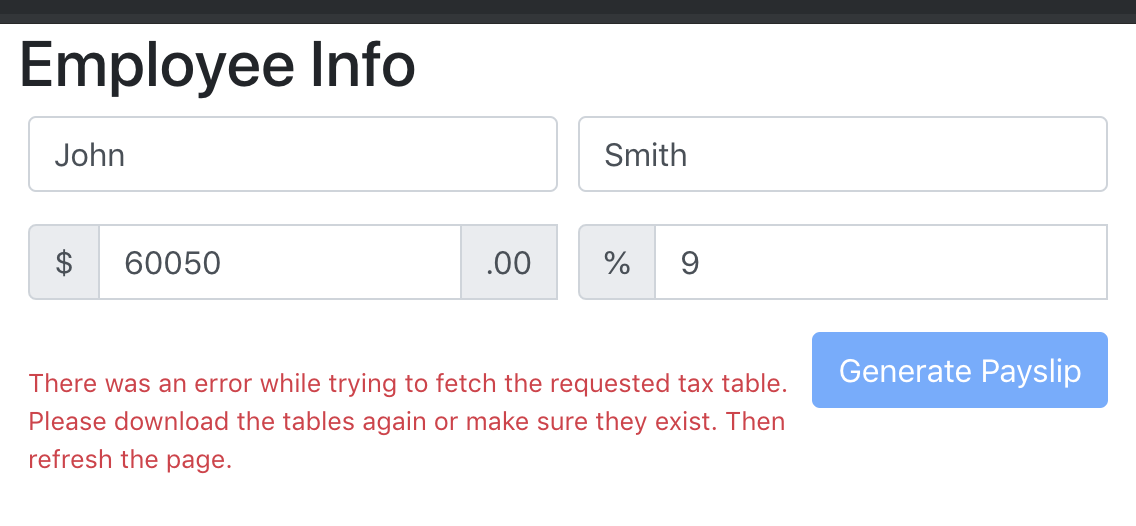 Employee Info
John
Smith
$ 60050 .00
% 9
Generate Payslip
There was an error while trying to fetch the requested tax table.
Please download the tables again or make sure they exist. Then
refresh the page.